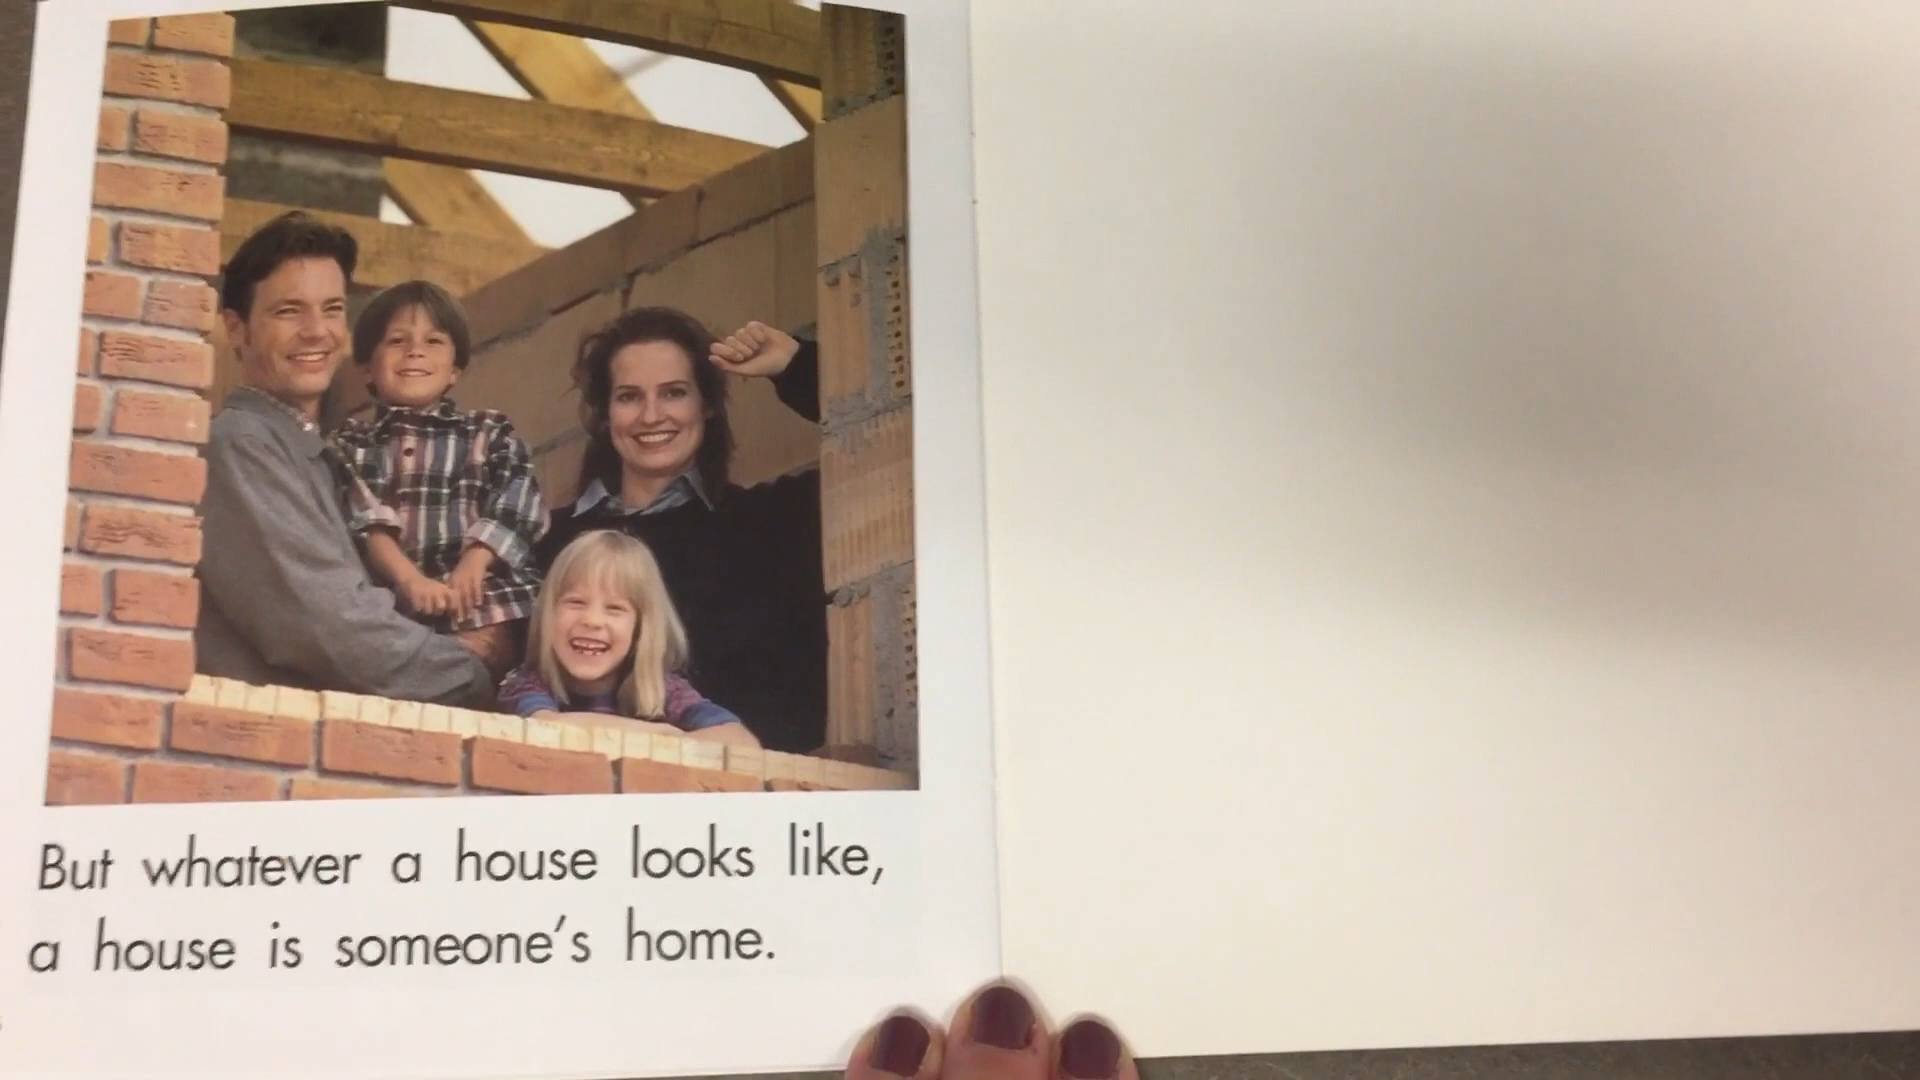 But whatever a house looks like,
a house is someone's home.